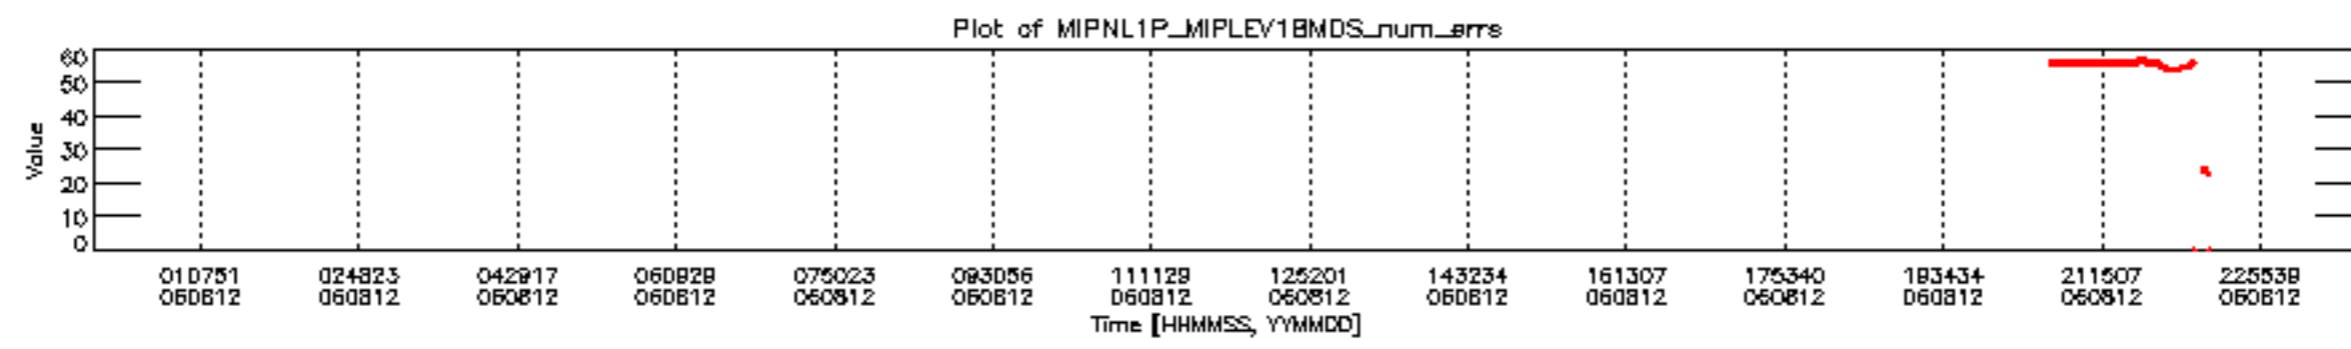 Plot of MIPNL1P_MIPLEV1BMDS_num_errs
60
50
40
30
20
10
0
Value
010751 024823 042917 060929 075023 093056 111129 125201 143234 161307 175340 193434 211507 225539
060812 060812 060812 060812 060812 060812 060812 060812 060812 060812 060812 060812 060812 060812
Time [HHMMSS, YYMMDD]